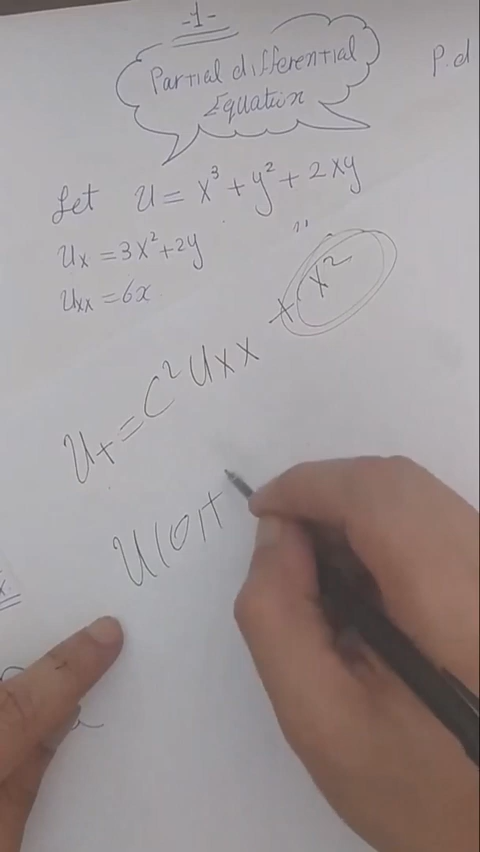 -1-
Partial differential
Equation
P.d
Let U = x³ + y² + 2xy
Ux = 3x² + 2y
Uxx = 6x
Ut = C² Uxx + x²
U(0,t